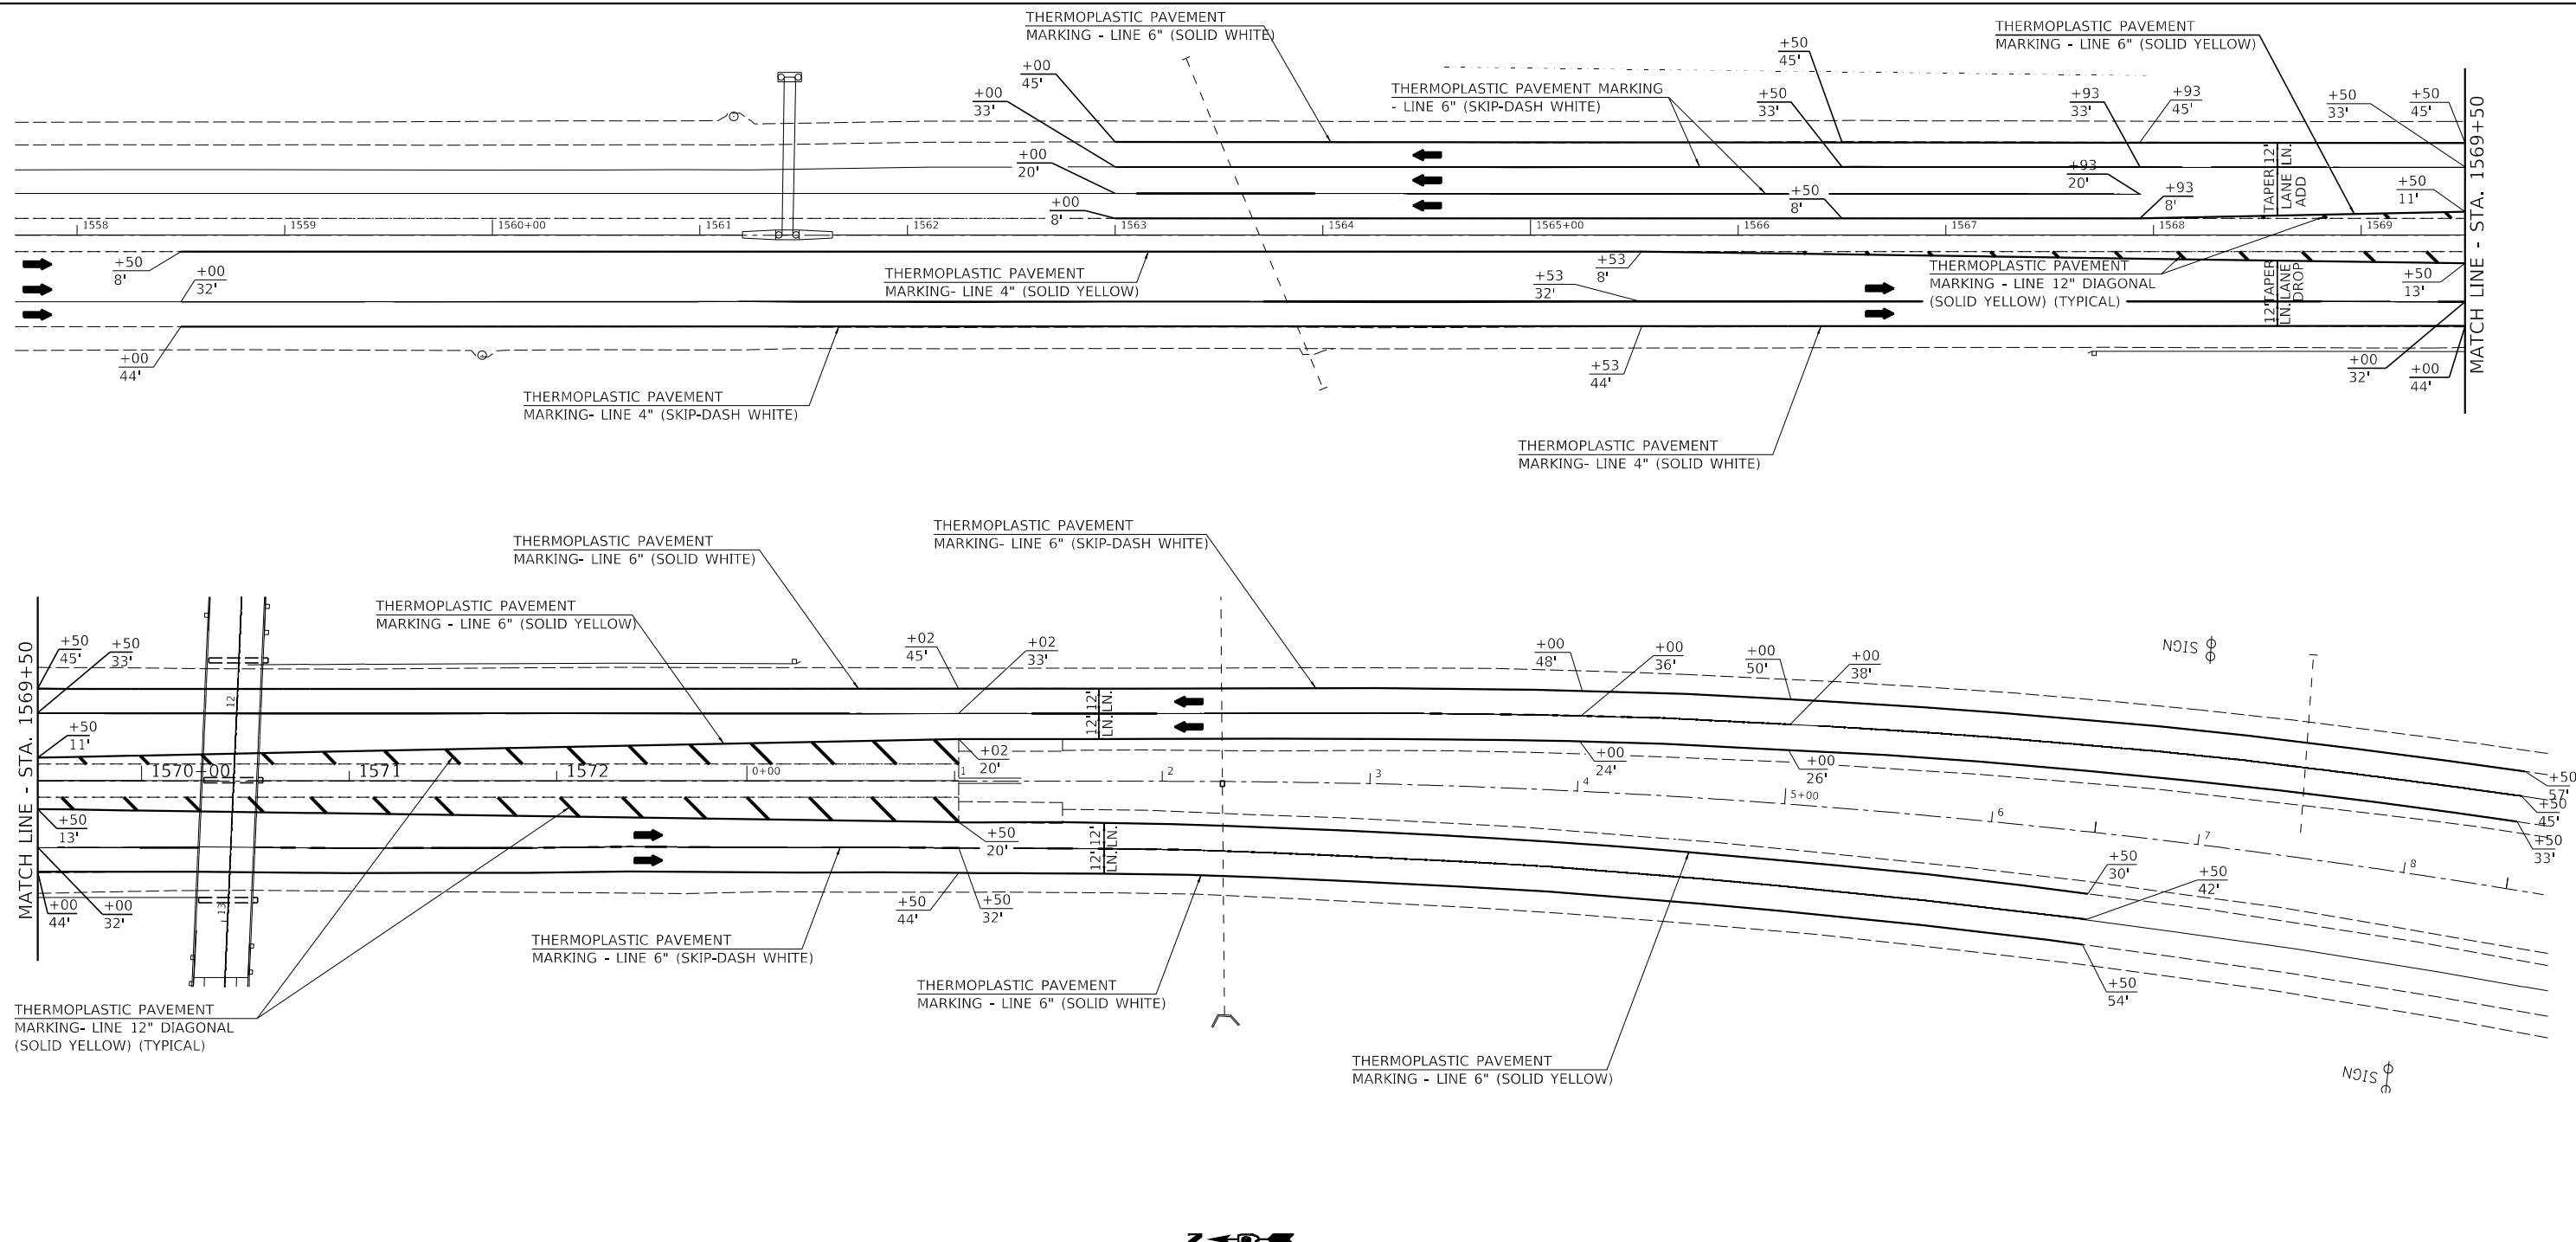 THERMOPLASTIC PAVEMENT
MARKING - LINE 6" (SOLID WHITE)
THERMOPLASTIC PAVEMENT
MARKING - LINE 6" (SOLID YELLOW)
+50
45'
+00
45'
THERMOPLASTIC PAVEMENT MARKING
- LINE 6" (SKIP-DASH WHITE)
+00
33'
+50
33'
+93
33'
+93
45'
+50
33'
+50
45'
+00
20'
+93
20'
+00
8'
+50
8'
+93
8'
+50
11'
12'
LN.
TAPER
LANE
ADD
MATCH LINE - STA. 1569+50
1558
1559
1560+00
1561
1562
1563
1564
1565+00
1566
1567
1568
1569
+50
8'
+00
32'
THERMOPLASTIC PAVEMENT
MARKING- LINE 4" (SOLID YELLOW)
+53
8'
+53
32'
THERMOPLASTIC PAVEMENT
MARKING - LINE 12" DIAGONAL
(SOLID YELLOW) (TYPICAL)
TAPER
LANE
DROP
12'
LN.
+50
13'
+00
44'
+53
44'
+00
32'
+00
44'
THERMOPLASTIC PAVEMENT
MARKING- LINE 4" (SKIP-DASH WHITE)
THERMOPLASTIC PAVEMENT
MARKING- LINE 4" (SOLID WHITE)
THERMOPLASTIC PAVEMENT
MARKING- LINE 6" (SKIP-DASH WHITE)
THERMOPLASTIC PAVEMENT
MARKING- LINE 6" (SOLID WHITE)
THERMOPLASTIC PAVEMENT
MARKING - LINE 6" (SOLID YELLOW)
MATCH LINE - STA. 1569+50
+50
45'
+50
33'
+02
45'
+02
33'
+00
48'
+00
36'
+00
50'
+00
38'
SIGN
12
12'
LN.
12'
LN.
+50
11'
+02
20'
+00
24'
+00
26'
1570+00
1571
1572
0+00
1
2
3
4
5+00
6
7
8
+50
57'
+50
45'
+50
33'
+50
13'
+50
20'
12'
LN.
12'
LN.
+50
30'
+50
42'
+00
44'
+00
32'
13
+50
44'
+50
32'
THERMOPLASTIC PAVEMENT
MARKING - LINE 6" (SKIP-DASH WHITE)
THERMOPLASTIC PAVEMENT
MARKING - LINE 6" (SOLID WHITE)
+50
54'
THERMOPLASTIC PAVEMENT
MARKING- LINE 12" DIAGONAL
(SOLID YELLOW) (TYPICAL)
THERMOPLASTIC PAVEMENT
MARKING - LINE 6" (SOLID YELLOW)
SIGN